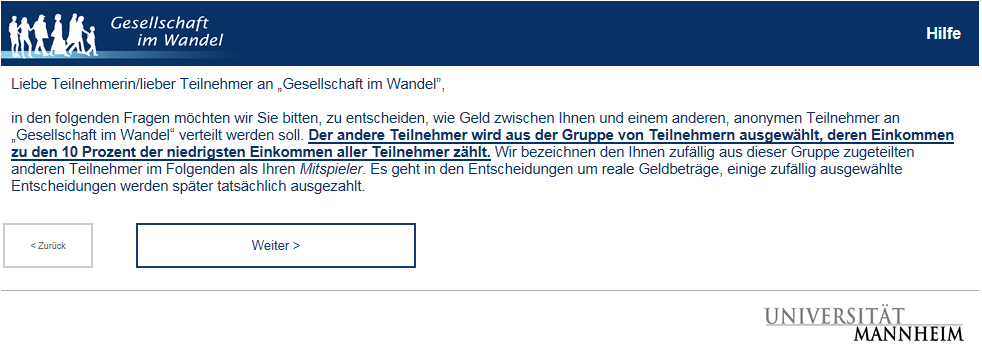 Gesellschaft
im Wandel
Hilfe
Liebe Teilnehmerin/lieber Teilnehmer an „Gesellschaft im Wandel”,
in den folgenden Fragen möchten wir Sie bitten, zu entscheiden, wie Geld zwischen Ihnen und einem anderen, anonymen Teilnehmer an
„Gesellschaft im Wandel“ verteilt werden soll. Der andere Teilnehmer wird aus der Gruppe von Teilnehmern ausgewählt, deren Einkommen
zu den 10 Prozent der niedrigsten Einkommen aller Teilnehmer zählt. Wir bezeichnen den Ihnen zufällig aus dieser Gruppe zugeteilten
anderen Teilnehmer im Folgenden als Ihren Mitspieler. Es geht in den Entscheidungen um reale Geldbeträge, einige zufällig ausgewählte
Entscheidungen werden später tatsächlich ausgezahlt.
< Zurück
Weiter >
UNIVERSITÄT
MANNHEIM